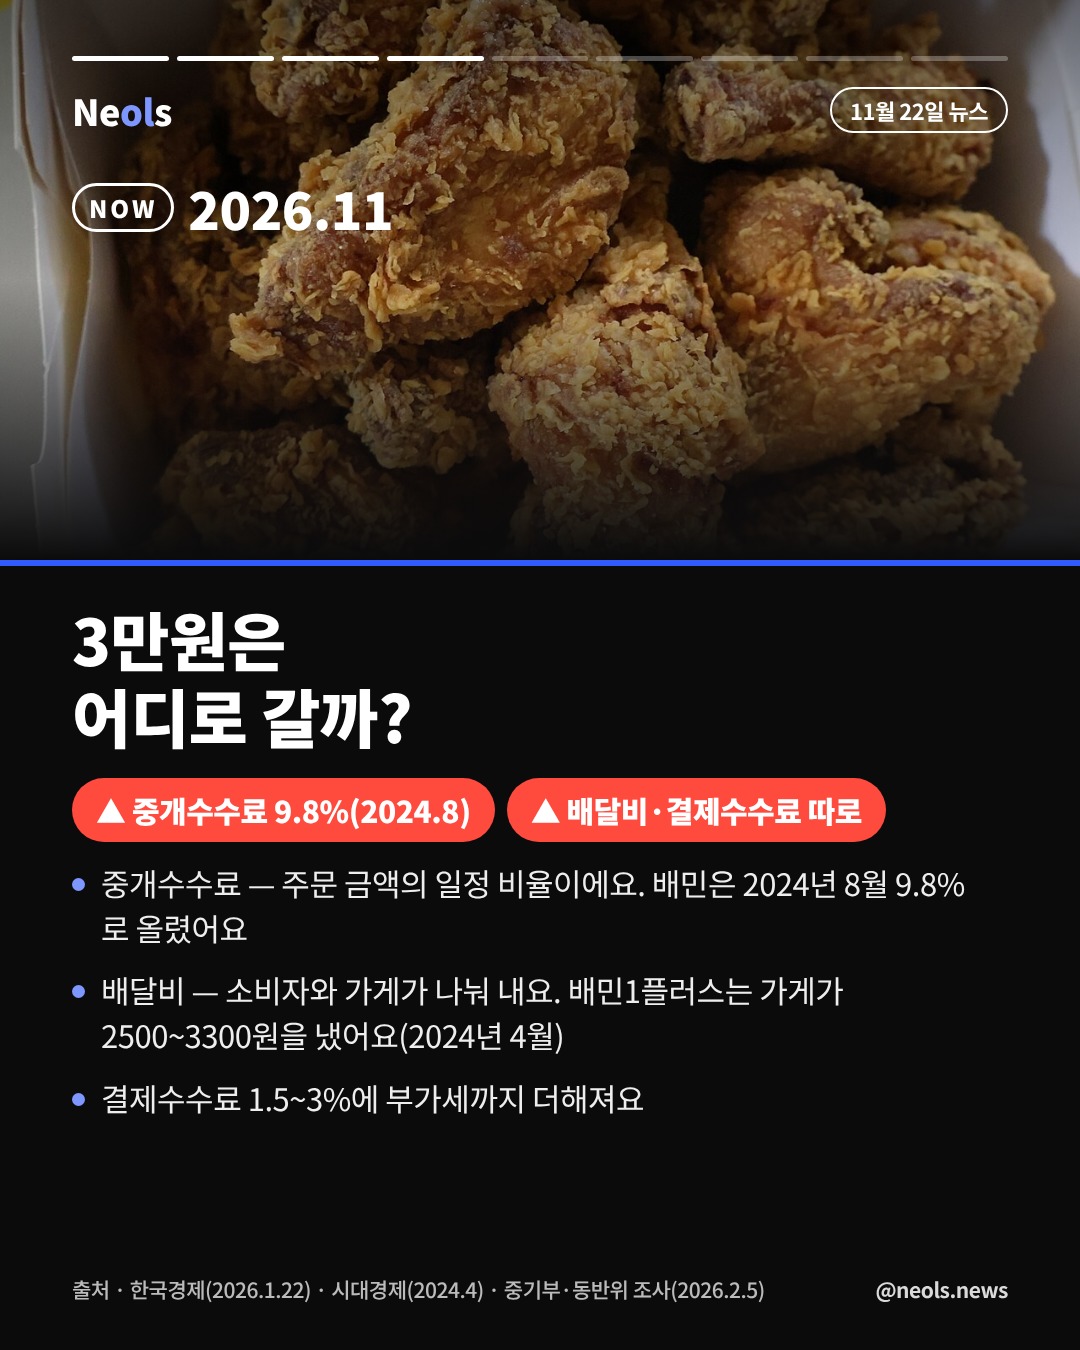 Neols
11월 22일 뉴스
NOW 2026.11
3만원은
어디로 갈까?
▲ 중개수수료 9.8%(2024.8)
▲ 배달비·결제수수료 따로
중개수수료 — 주문 금액의 일정 비율이에요. 배민은 2024년 8월 9.8%
로 올렸어요
배달비 — 소비자와 가게가 나눠 내요. 배민1플러스는 가게가
2500~3300원을 냈어요(2024년 4월)
결제수수료 1.5~3%에 부가세까지 더해져요
출처 · 한국경제(2026.1.22) · 시대경제(2024.4) · 중기부·동반위 조사(2026.2.5)
@neols.news